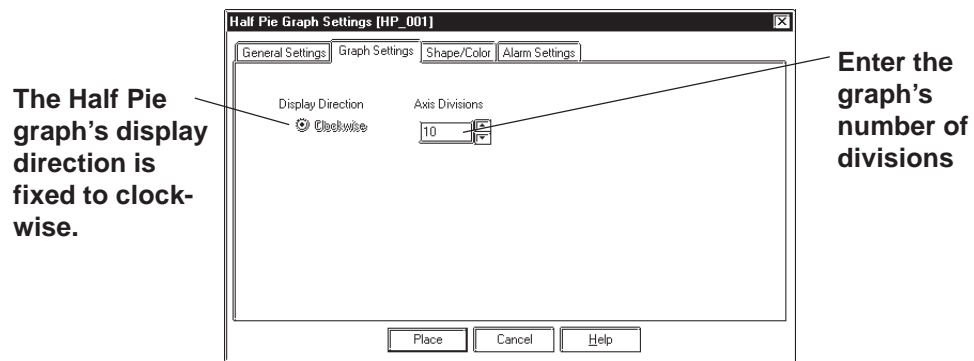 Half Pie Graph Settings [HP_001]
General Settings Graph Settings Shape/Color Alarm Settings
Display Direction
Clockwise
Axis Divisions
10
Place Cancel Help
The Half Pie
graph's display
direction is
fixed to clock-
wise.
Enter the
graph's
number of
divisions